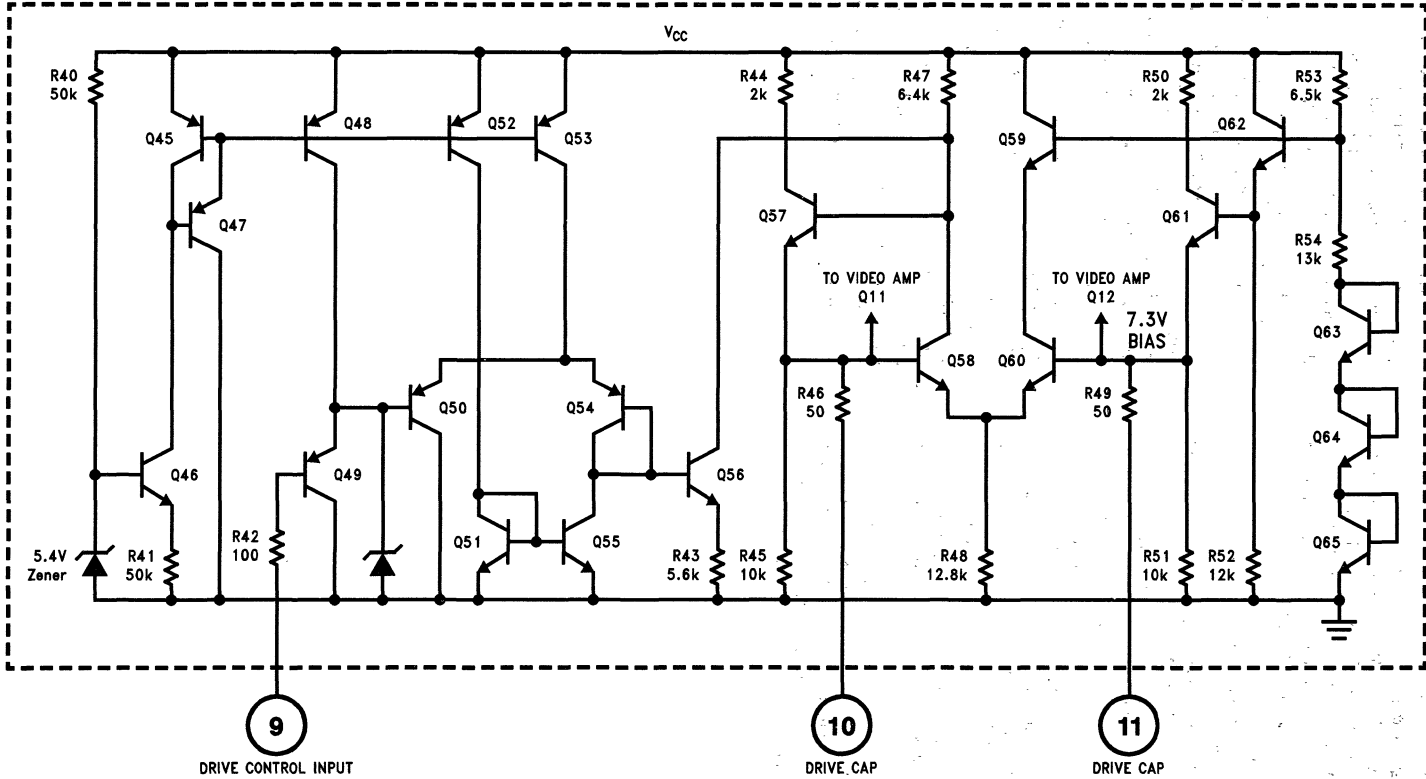 VCC
R40
50k
R44
2k
R47
6.4k
R50
2k
R53
6.5k
Q45
Q48
Q52
Q53
Q59
Q62
Q47
Q57
Q61
R54
13k
TO VIDEO AMP
Q11
TO VIDEO AMP
Q12
7.3V
BIAS
Q63
Q50
Q54
R46
50
Q58
Q60
R49
50
Q64
Q46
Q49
Q56
5.4V
Zener
R41
50k
R42
100
Q51
Q55
R43
5.6k
R45
10k
R48
12.8k
R51
10k
R52
12k
Q65
9
DRIVE CONTROL INPUT
10
DRIVE CAP
11
DRIVE CAP